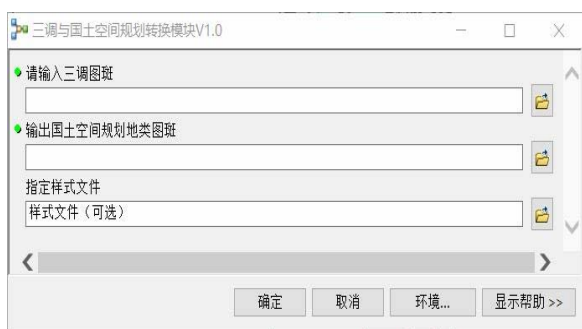 三调与国土空间规划转换模块V1.0
请输入三调图斑
输出国土空间规划地类图斑
指定样式文件
样式文件（可选）
确定 取消 环境... 显示帮助 >>